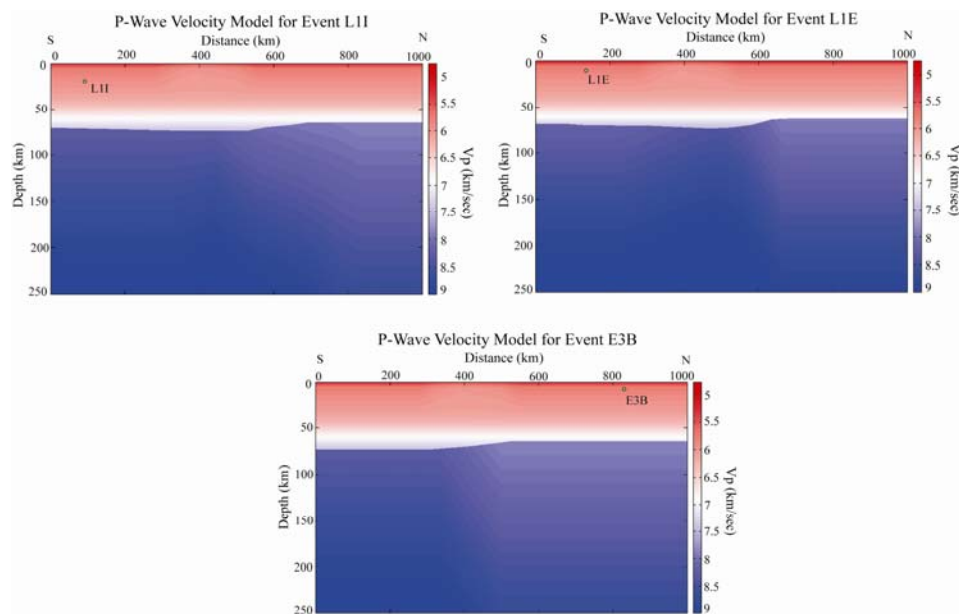 P-Wave Velocity Model for Event L1I
S Distance (km) N
0 200 400 600 800 1000
0
50
100
150
200
250
Depth (km)
L1I
5
5.5
6
6.5
7
7.5
8
8.5
9
Vp (km/sec)
P-Wave Velocity Model for Event L1E
S Distance (km) N
0 200 400 600 800 1000
0
50
100
150
200
250
Depth (km)
L1E
5
5.5
6
6.5
7
7.5
8
8.5
9
Vp (km/sec)
P-Wave Velocity Model for Event E3B
S Distance (km) N
0 200 400 600 800 1000
0
50
100
150
200
250
Depth (km)
E3B
5
5.5
6
6.5
7
7.5
8
8.5
9
Vp (km/sec)